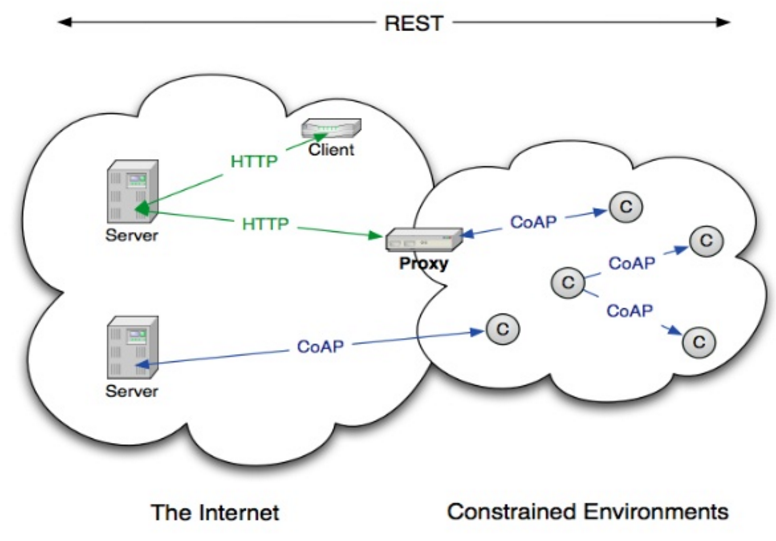 REST
Client
HTTP
Server
HTTP
Proxy
CoAP
C
C
CoAP
C
CoAP
C
Server
CoAP
C
The Internet
Constrained Environments